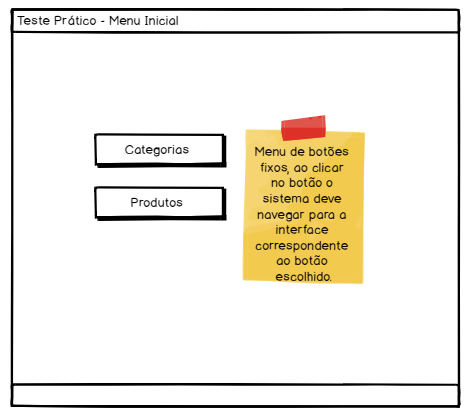 Teste Prático - Menu Inicial
Categorias
Produtos
Menu de botões
fixos, ao clicar
no botão o
sistema deve
navegar para a
interface
correspondente
ao botão
escolhido.